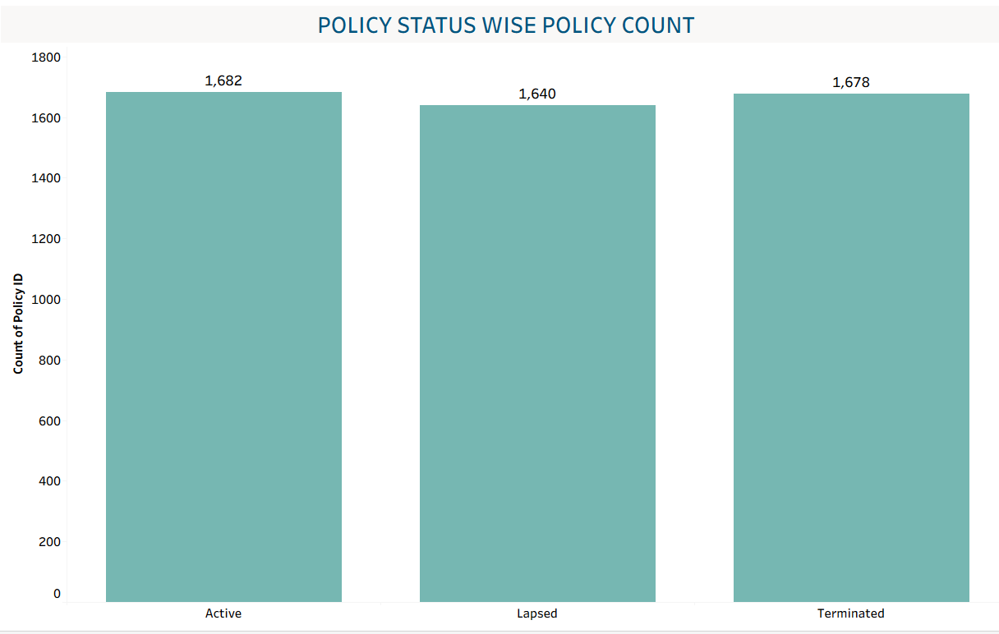 POLICY STATUS WISE POLICY COUNT
1800
1600
1400
1200
1000
800
600
400
200
0
Count of Policy ID
1,682
1,640
1,678
Active
Lapsed
Terminated